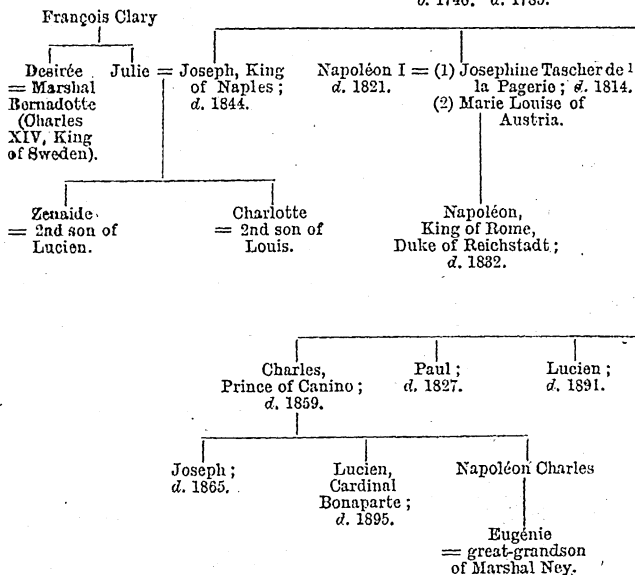 b. 1746. d. 1785.
François Clary
Desirée
= Marshal
Bernadotte
(Charles
XIV, King
of Sweden).
Julie = Joseph, King
of Naples;
d. 1844.
Napoléon I = (1) Josephine Tascher de 1
d. 1821. la Pagerie; d. 1814.
(2) Marie Louise of
Austria.
Zenaide
= 2nd son of
Lucien.
Charlotte
= 2nd son of
Louis.
Napoléon,
King of Rome,
Duke of Reichstadt;
d. 1832.
Charles,
Prince of Canino;
d. 1859.
Paul;
d. 1827.
Lucien;
d. 1891.
Joseph;
d. 1865.
Lucien,
Cardinal
Bonaparte;
d. 1895.
Napoléon Charles
Eugénie
= great-grandson
of Marshal Ney.